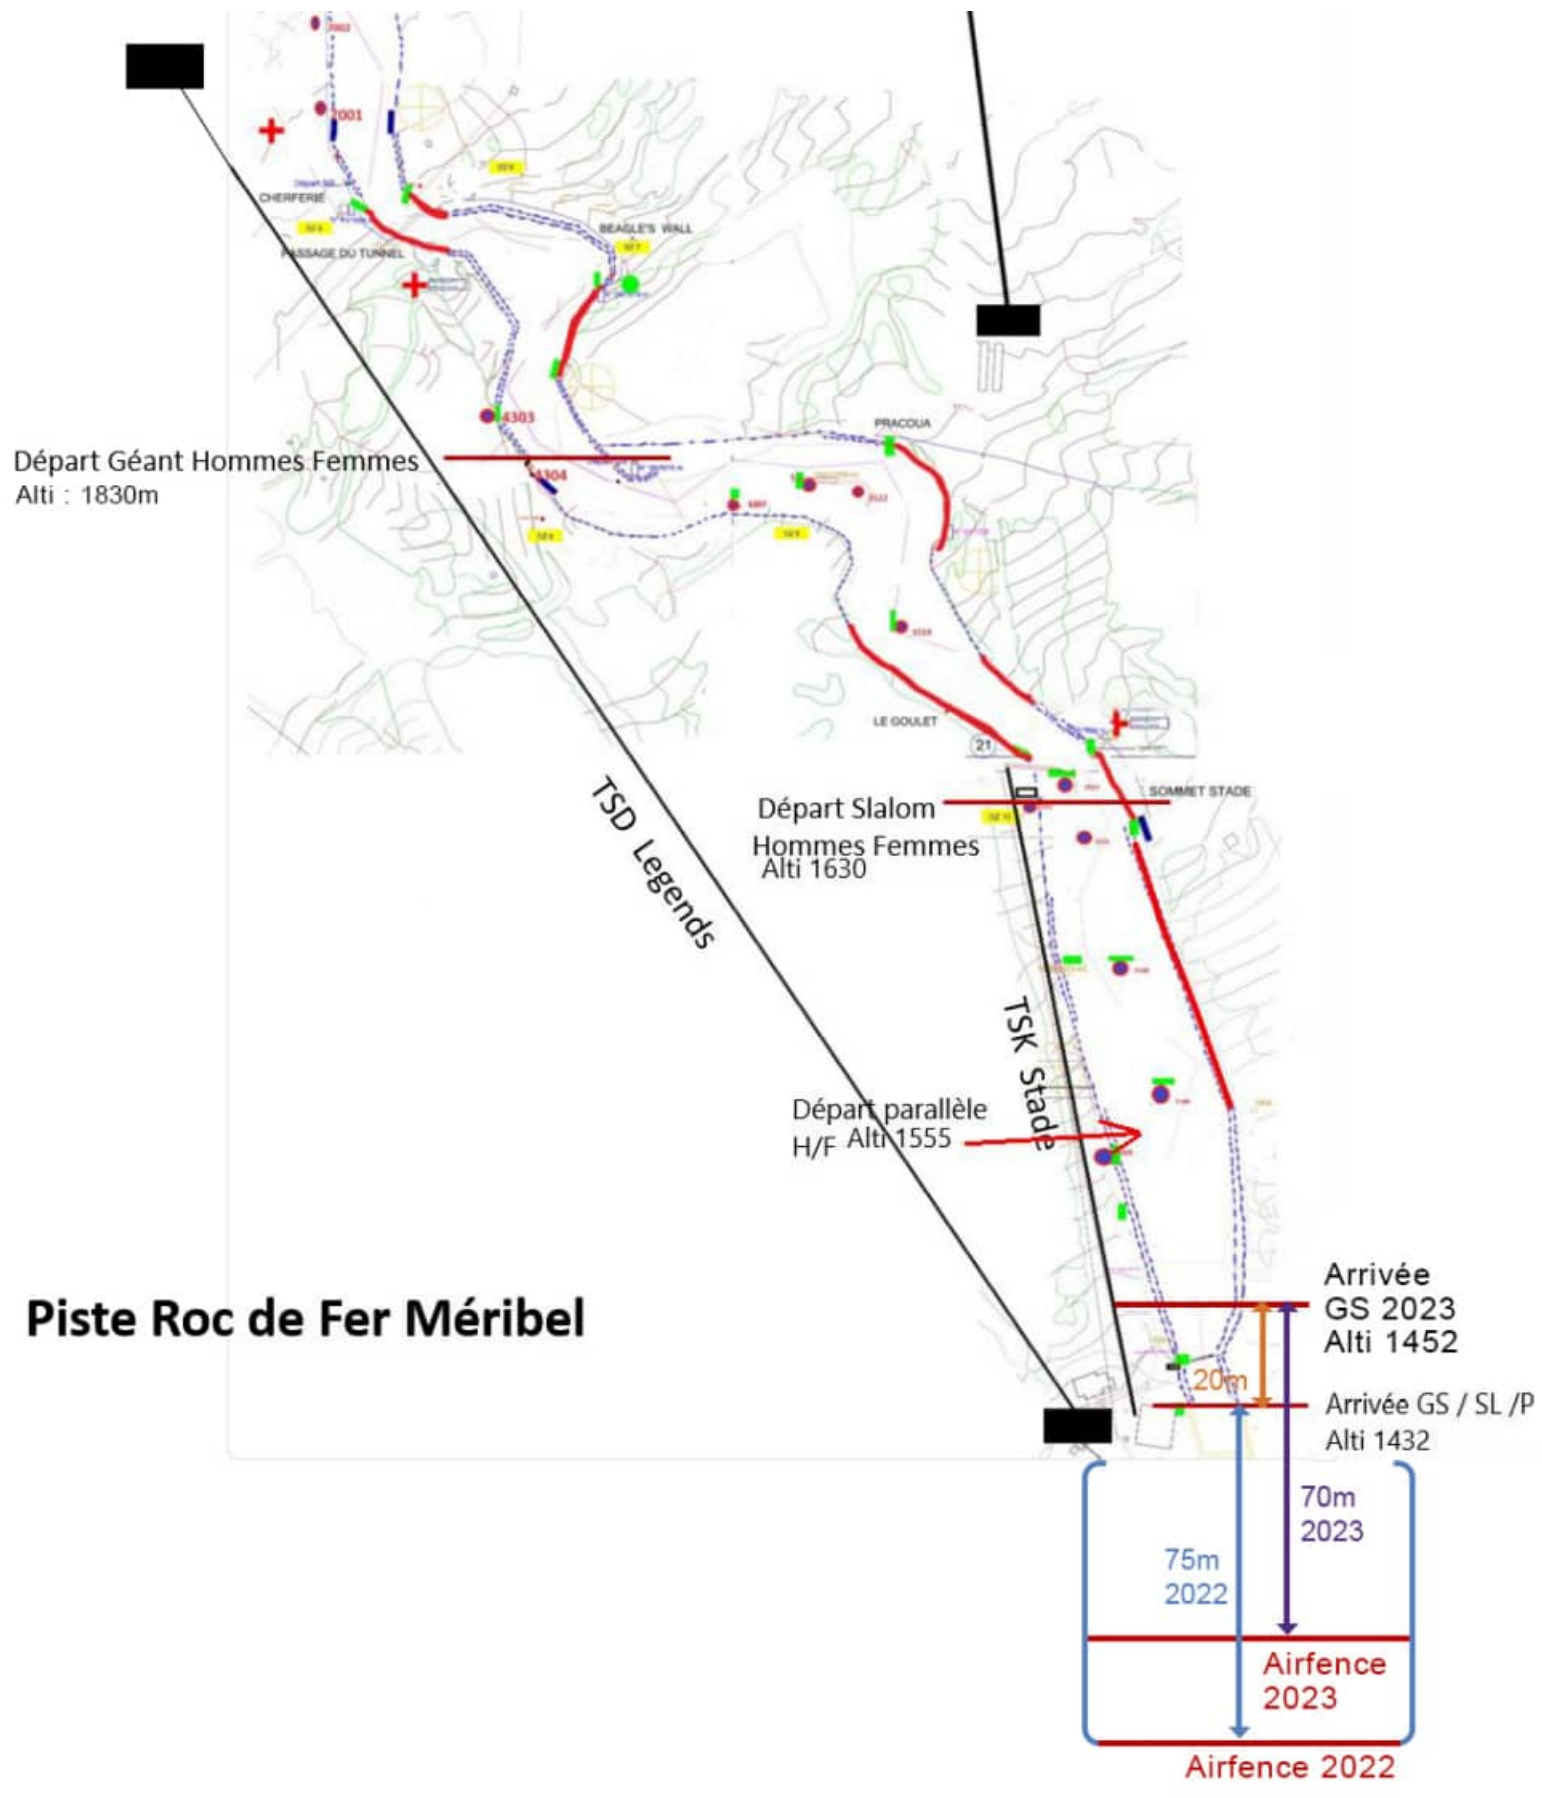 7002
7001
CHERFERIE
PASSAGE DU TUNNEL
BEAGLE'S WALL
4303
PRACOUA
Départ Géant Hommes Femmes
Alti : 1830m
4304
LE GOULET
21
SOMMET STADE
Départ Slalom
Hommes Femmes
Alti 1630
TSD Legends
TSK Stade
Départ parallèle
H/F Alti 1555
Piste Roc de Fer Méribel
Arrivée
GS 2023
Alti 1452
20m
Arrivée GS / SL /P
Alti 1432
70m
2023
75m
2022
Airfence
2023
Airfence 2022